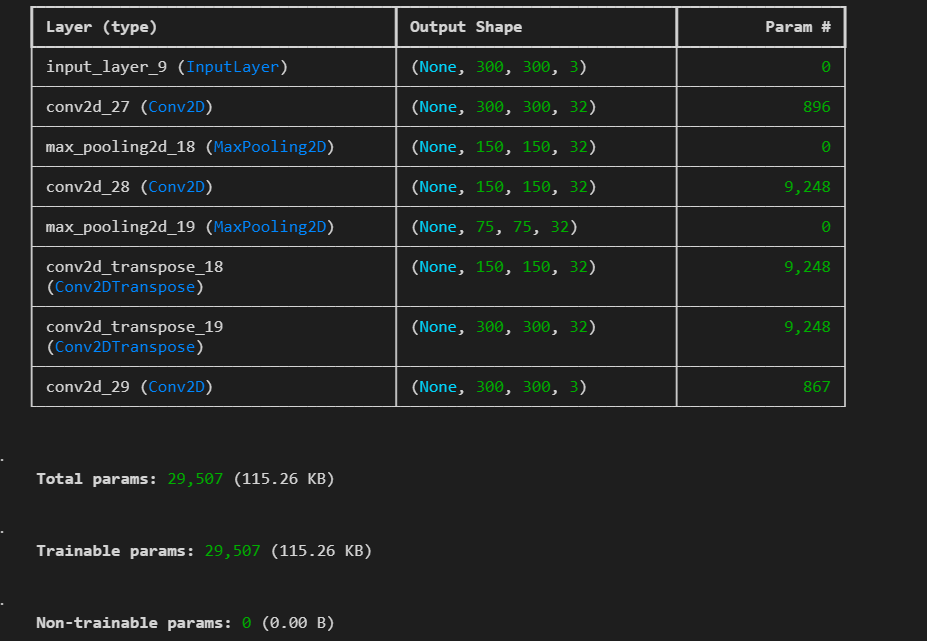 Layer (type) Output Shape Param #
input_layer_9 (InputLayer) (None, 300, 300, 3) 0
conv2d_27 (Conv2D) (None, 300, 300, 32) 896
max_pooling2d_18 (MaxPooling2D) (None, 150, 150, 32) 0
conv2d_28 (Conv2D) (None, 150, 150, 32) 9,248
max_pooling2d_19 (MaxPooling2D) (None, 75, 75, 32) 0
conv2d_transpose_18 (None, 150, 150, 32) 9,248
(Conv2DTranspose)
conv2d_transpose_19 (None, 300, 300, 32) 9,248
(Conv2DTranspose)
conv2d_29 (Conv2D) (None, 300, 300, 3) 867
.
Total params: 29,507 (115.26 KB)
.
Trainable params: 29,507 (115.26 KB)
.
Non-trainable params: 0 (0.00 B)